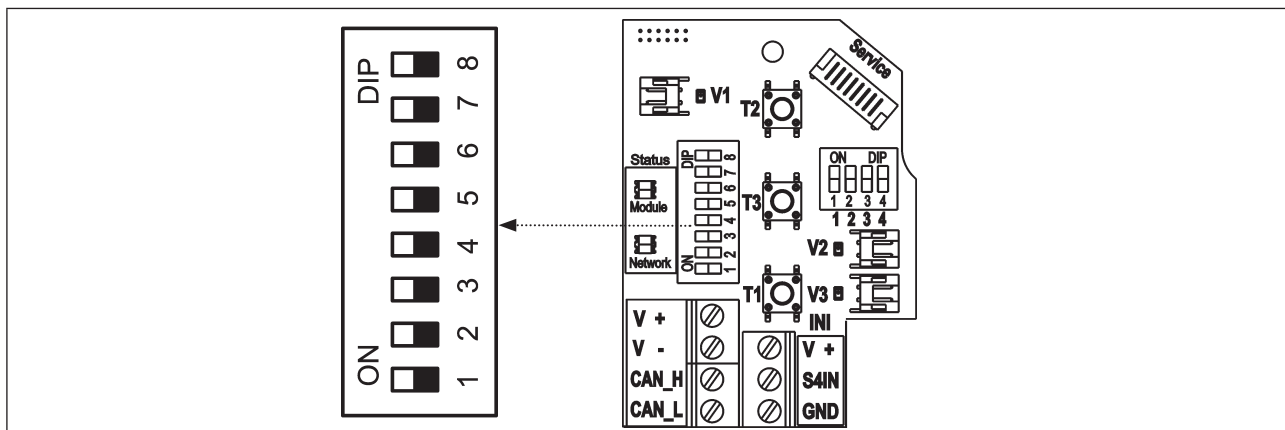 DIP
8
7
6
5
4
3
2
1
ON
Service
V1
T2
Status
DIP
8
7
6
5
4
3
2
1
ON
Module
Network
T3
ON DIP
1 2 3 4
1 2 3 4
V2
T1
V3
INI
V +
V -
CAN_H
CAN_L
V +
S4IN
GND